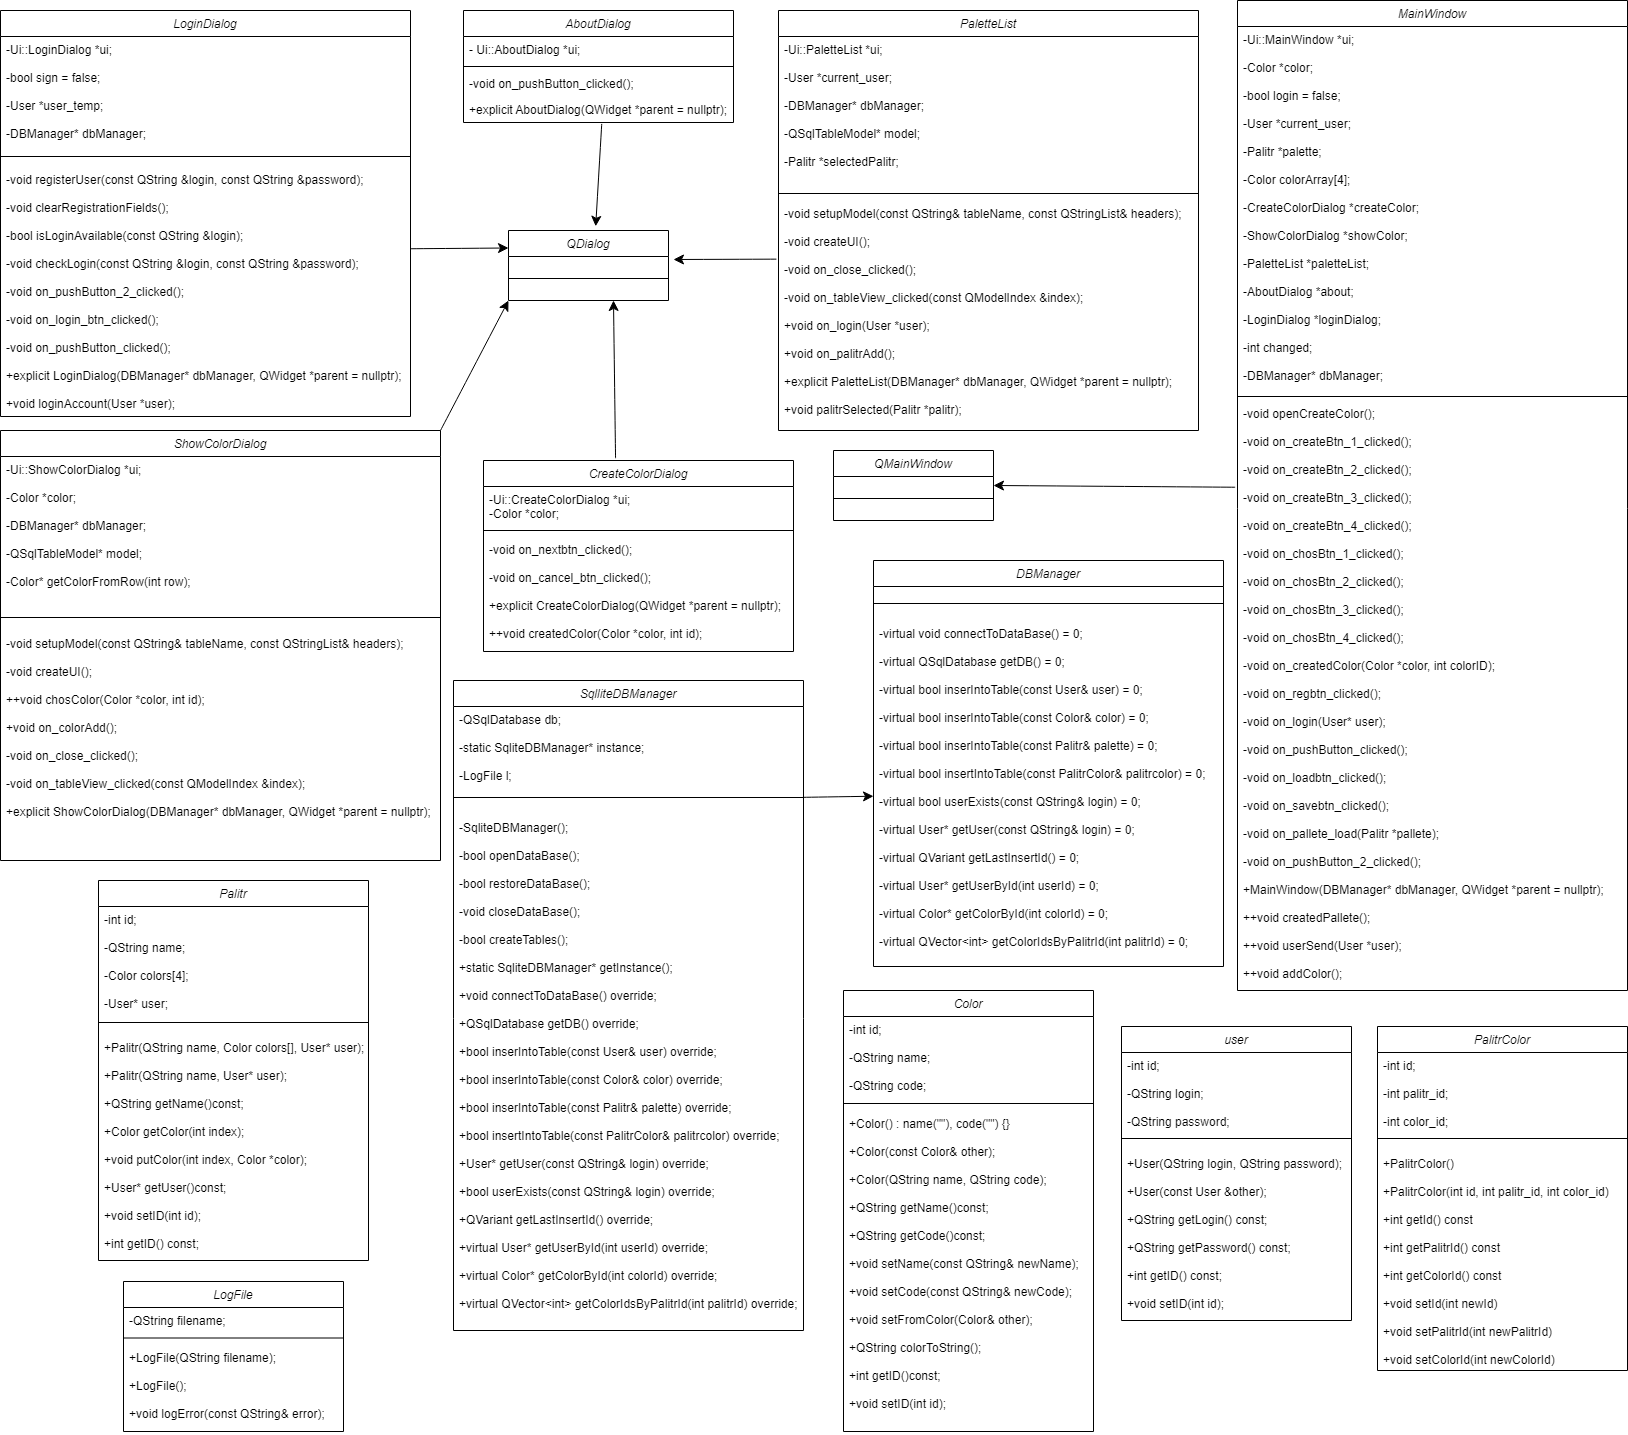 LoginDialog
-Ui::LoginDialog *ui;
-bool sign = false;
-User *user_temp;
-DBManager* dbManager;
-void registerUser(const QString &login, const QString &password);
-void clearRegistrationFields();
-bool isLoginAvailable(const QString &login);
-void checkLogin(const QString &login, const QString &password);
-void on_pushButton_2_clicked();
-void on_login_btn_clicked();
-void on_pushButton_clicked();
+explicit LoginDialog(DBManager* dbManager, QWidget *parent = nullptr);
+void loginAccount(User *user);
AboutDialog
- Ui::AboutDialog *ui;
-void on_pushButton_clicked();
+explicit AboutDialog(QWidget *parent = nullptr);
QDialog
PaletteList
-Ui::PaletteList *ui;
-User *current_user;
-DBManager* dbManager;
-QSqlTableModel* model;
-Palitr *selectedPalitr;
-void setupModel(const QString& tableName, const QStringList& headers);
-void createUI();
-void on_close_clicked();
-void on_tableView_clicked(const QModelIndex &index);
+void on_login(User *user);
+void on_palitrAdd();
+explicit PaletteList(DBManager* dbManager, QWidget *parent = nullptr);
+void palitrSelected(Palitr *palitr);
MainWindow
-Ui::MainWindow *ui;
-Color *color;
-bool login = false;
-User *current_user;
-Palitr *palette;
-Color colorArray[4];
-CreateColorDialog *createColor;
-ShowColorDialog *showColor;
-PaletteList *paletteList;
-AboutDialog *about;
-LoginDialog *loginDialog;
-int changed;
-DBManager* dbManager;
-void openCreateColor();
-void on_createBtn_1_clicked();
-void on_createBtn_2_clicked();
-void on_createBtn_3_clicked();
-void on_createBtn_4_clicked();
-void on_chosBtn_1_clicked();
-void on_chosBtn_2_clicked();
-void on_chosBtn_3_clicked();
-void on_chosBtn_4_clicked();
-void on_createdColor(Color *color, int colorID);
-void on_regbtn_clicked();
-void on_login(User* user);
-void on_pushButton_clicked();
-void on_loadbtn_clicked();
-void on_savebtn_clicked();
-void on_pallete_load(Palitr *pallete);
-void on_pushButton_2_clicked();
+MainWindow(DBManager* dbManager, QWidget *parent = nullptr);
++void createdPallete();
++void userSend(User *user);
++void addColor();
ShowColorDialog
-Ui::ShowColorDialog *ui;
-Color *color;
-DBManager* dbManager;
-QSqlTableModel* model;
-Color* getColorFromRow(int row);
-void setupModel(const QString& tableName, const QStringList& headers);
-void createUI();
++void chosColor(Color *color, int id);
+void on_colorAdd();
-void on_close_clicked();
-void on_tableView_clicked(const QModelIndex &index);
+explicit ShowColorDialog(DBManager* dbManager, QWidget *parent = nullptr);
CreateColorDialog
-Ui::CreateColorDialog *ui;
-Color *color;
-void on_nextbtn_clicked();
-void on_cancel_btn_clicked();
+explicit CreateColorDialog(QWidget *parent = nullptr);
++void createdColor(Color *color, int id);
QMainWindow
DBManager
-virtual void connectToDataBase() = 0;
-virtual QSqlDatabase getDB() = 0;
-virtual bool inserIntoTable(const User& user) = 0;
-virtual bool inserIntoTable(const Color& color) = 0;
-virtual bool inserIntoTable(const Palitr& palette) = 0;
-virtual bool insertIntoTable(const PalitrColor& palitrcolor) = 0;
-virtual bool userExists(const QString& login) = 0;
-virtual User* getUser(const QString& login) = 0;
-virtual QVariant getLastInsertId() = 0;
-virtual User* getUserById(int userId) = 0;
-virtual Color* getColorById(int colorId) = 0;
-virtual QVector<int> getColorIdsByPalitrId(int palitrId) = 0;
SqlliteDBManager
-QSqlDatabase db;
-static SqliteDBManager* instance;
-LogFile l;
-SqliteDBManager();
-bool openDataBase();
-bool restoreDataBase();
-void closeDataBase();
-bool createTables();
+static SqliteDBManager* getInstance();
+void connectToDataBase() override;
+QSqlDatabase getDB() override;
+bool inserIntoTable(const User& user) override;
+bool inserIntoTable(const Color& color) override;
+bool inserIntoTable(const Palitr& palette) override;
+bool insertIntoTable(const PalitrColor& palitrcolor) override;
+User* getUser(const QString& login) override;
+bool userExists(const QString& login) override;
+QVariant getLastInsertId() override;
+virtual User* getUserById(int userId) override;
+virtual Color* getColorById(int colorId) override;
+virtual QVector<int> getColorIdsByPalitrId(int palitrId) override;
Palitr
-int id;
-QString name;
-Color colors[4];
-User* user;
+Palitr(QString name, Color colors[], User* user);
+Palitr(QString name, User* user);
+QString getName()const;
+Color getColor(int index);
+void putColor(int index, Color *color);
+User* getUser()const;
+void setID(int id);
+int getID() const;
LogFile
-QString filename;
+LogFile(QString filename);
+LogFile();
+void logError(const QString& error);
Color
-int id;
-QString name;
-QString code;
+Color() : name(""), code("") {}
+Color(const Color& other);
+Color(QString name, QString code);
+QString getName()const;
+QString getCode()const;
+void setName(const QString& newName);
+void setCode(const QString& newCode);
+void setFromColor(Color& other);
+QString colorToString();
+int getID()const;
+void setID(int id);
user
-int id;
-QString login;
-QString password;
+User(QString login, QString password);
+User(const User &other);
+QString getLogin() const;
+QString getPassword() const;
+int getID() const;
+void setID(int id);
PalitrColor
-int id;
-int palitr_id;
-int color_id;
+PalitrColor()
+PalitrColor(int id, int palitr_id, int color_id)
+int getId() const
+int getPalitrId() const
+int getColorId() const
+void setId(int newId)
+void setPalitrId(int newPalitrId)
+void setColorId(int newColorId)